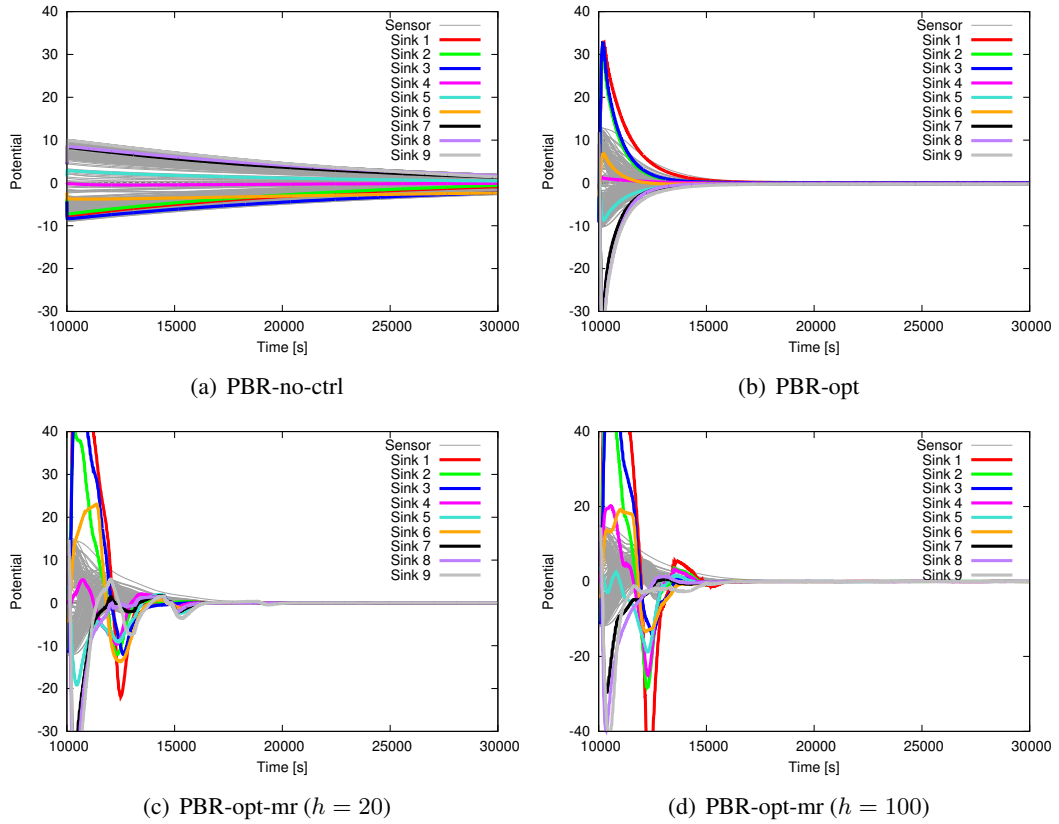 40
30
20
10
0
-10
-20
-30
10000 15000 20000 25000 30000
Potential
Time [s]
Sensor
Sink 1
Sink 2
Sink 3
Sink 4
Sink 5
Sink 6
Sink 7
Sink 8
Sink 9
(a) PBR-no-ctrl
40
30
20
10
0
-10
-20
-30
10000 15000 20000 25000 30000
Potential
Time [s]
Sensor
Sink 1
Sink 2
Sink 3
Sink 4
Sink 5
Sink 6
Sink 7
Sink 8
Sink 9
(b) PBR-opt
40
30
20
10
0
-10
-20
-30
10000 15000 20000 25000 30000
Potential
Time [s]
Sensor
Sink 1
Sink 2
Sink 3
Sink 4
Sink 5
Sink 6
Sink 7
Sink 8
Sink 9
(c) PBR-opt-mr (h = 20)
40
20
0
-20
-40
10000 15000 20000 25000 30000
Potential
Time [s]
Sensor
Sink 1
Sink 2
Sink 3
Sink 4
Sink 5
Sink 6
Sink 7
Sink 8
Sink 9
(d) PBR-opt-mr (h = 100)